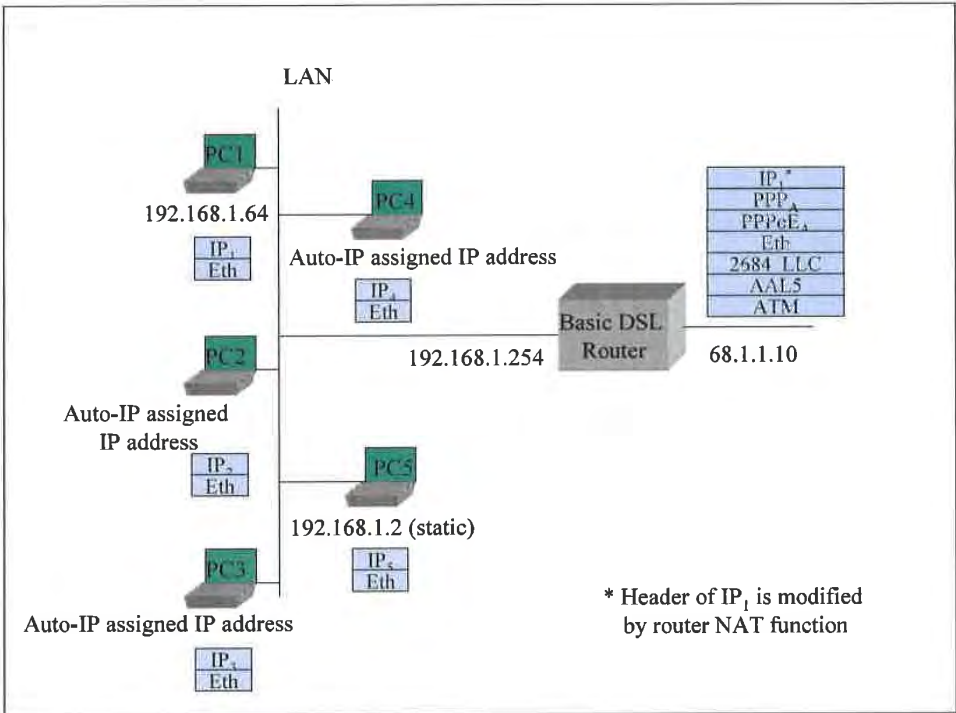 LAN
PC1
192.168.1.64
IP1
Eth
PC4
Auto-IP assigned IP address
IP4
Eth
IP1*
PPPA
PPPoEA
Eth
2684 LLC
AAL5
ATM
Basic DSL
Router
192.168.1.254
68.1.1.10
PC2
Auto-IP assigned
IP address
IP2
Eth
PC5
192.168.1.2 (static)
IP5
Eth
PC3
Auto-IP assigned IP address
IP3
Eth
* Header of IP1 is modified
by router NAT function